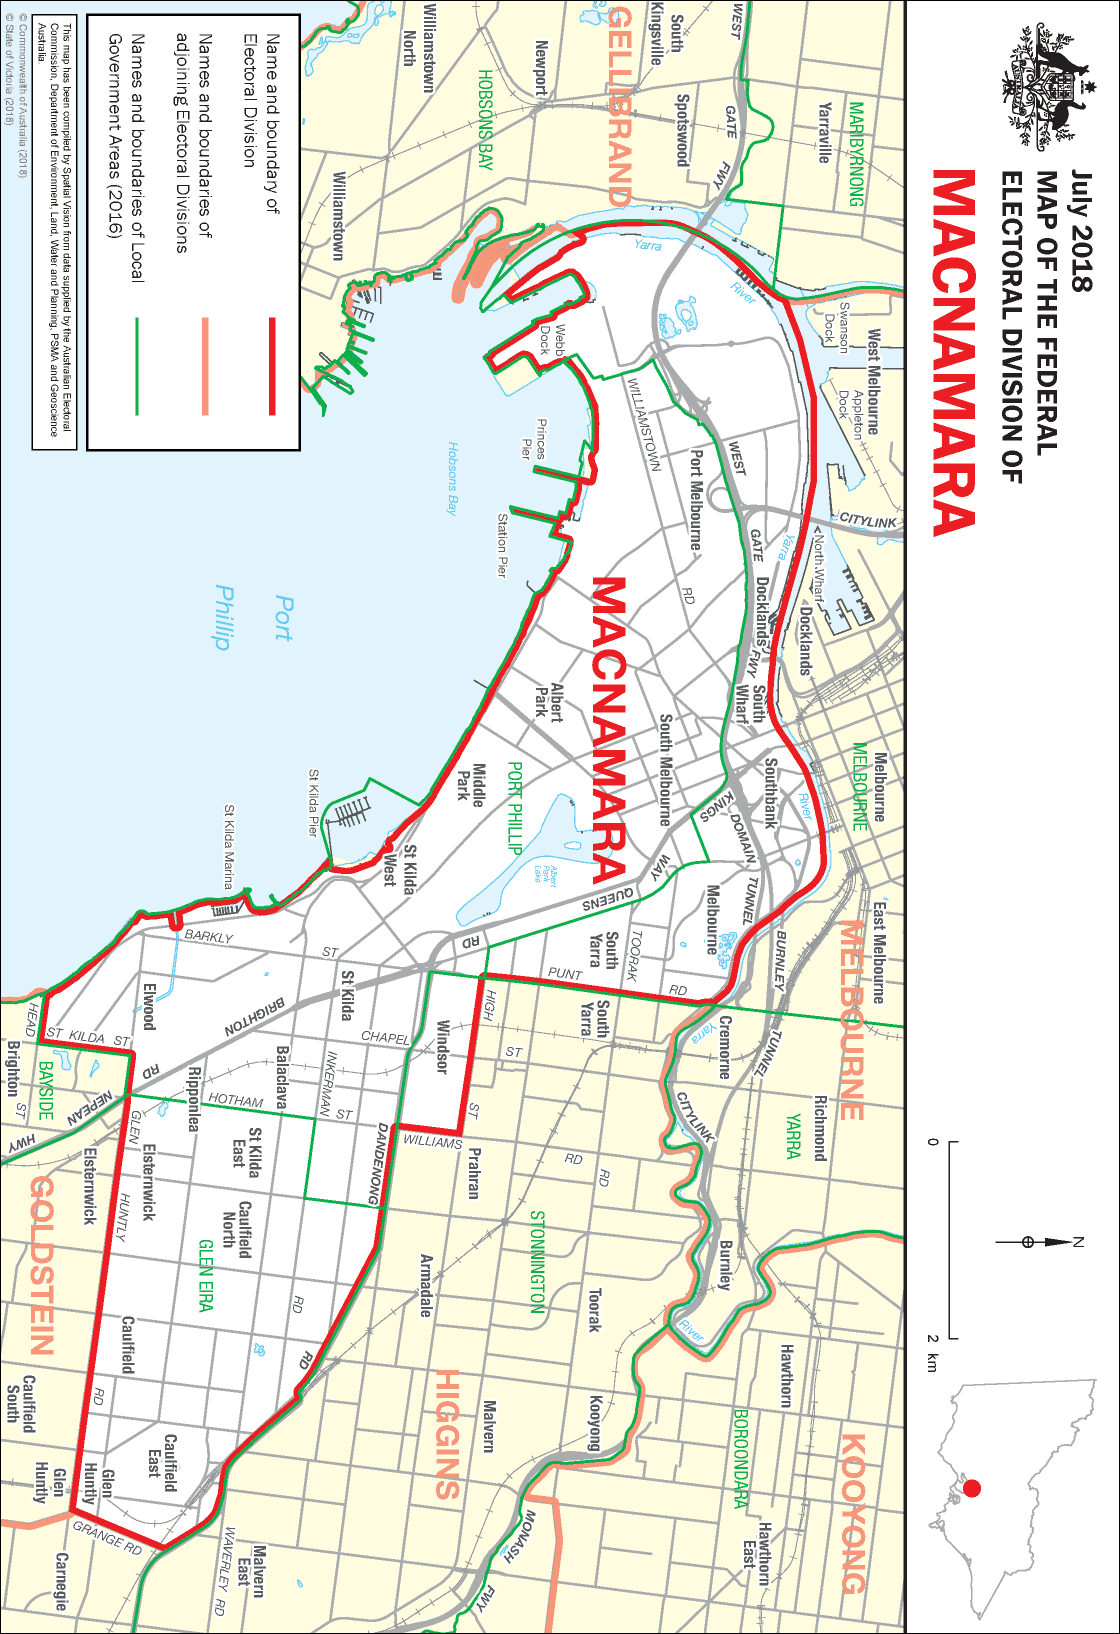 July 2018
MAP OF THE FEDERAL
ELECTORAL DIVISION OF
MACNAMARA
0
2 km
N
Name and boundary of
Electoral Division
Names and boundaries of
adjoining Electoral Divisions
Names and boundaries of Local
Government Areas (2016)
This map has been compiled by Spatial Vision from data supplied by the Australian Electoral
Commission, Department of Environment, Land, Water and Planning, PSMA and Geoscience
Australia.
© Commonwealth of Australia (2018)
© State of Victoria (2018)
MARIBYRNONG
Yarraville
WEST
GATE
FWY
Spotswood
South
Kingsville
GELLIBRAND
Newport
HOBSONS BAY
Williamstown
North
Williamstown
Yarra
River
Swanson
Dock
West Melbourne
Appleton
Dock
CITYLINK
North Wharf
Yarra
Docklands
Melbourne
MELBOURNE
East Melbourne
MELBOURNE
Webb
Dock
WILLIAMSTOWN
RD
Port Melbourne
WEST
GATE
FWY
Docklands
South
Wharf
Southbank
River
Princes
Pier
Station Pier
Hobsons Bay
Port
Phillip
MACNAMARA
Albert
Park
South Melbourne
KINGS
WAY
DOMAIN
TUNNEL
BURNLEY
TUNNEL
Melbourne
Middle
Park
PORT PHILLIP
Albert
Park
Lake
QUEENS
RD
South
Yarra
TOORAK
RD
PUNT
RD
St Kilda
West
St Kilda Pier
St Kilda Marina
BARKLY
ST
St Kilda
Elwood
BRIGHTON
RD
CHAPEL
ST
Windsor
HIGH
ST
South
Yarra
Cremorne
Yarra
CITYLINK
Richmond
YARRA
HEAD
ST
ST KILDA
ST
Brighton
ST
BAYSIDE
NEPEAN
HWY
Ripponlea
Balaclava
INKERMAN
ST
HOTHAM
GLEN
HUNTLY
RD
WILLIAMS
RD
Prahran
RD
DANDENONG
RD
St Kilda
East
Elsternwick
Elsternwick
GOLDSTEIN
Caulfield
North
GLEN EIRA
RD
STONNINGTON
Armadale
Toorak
Burnley
River
Hawthorn
HIGGINS
Malvern
Kooyong
BOROONDARA
KOOYONG
Hawthorn
East
MONASH
FWY
Caulfield
Caulfield
South
Caulfield
East
Glen
Huntly
Glen
Huntly
GRANGE RD
Carnegie
WAVERLEY RD
Malvern
East